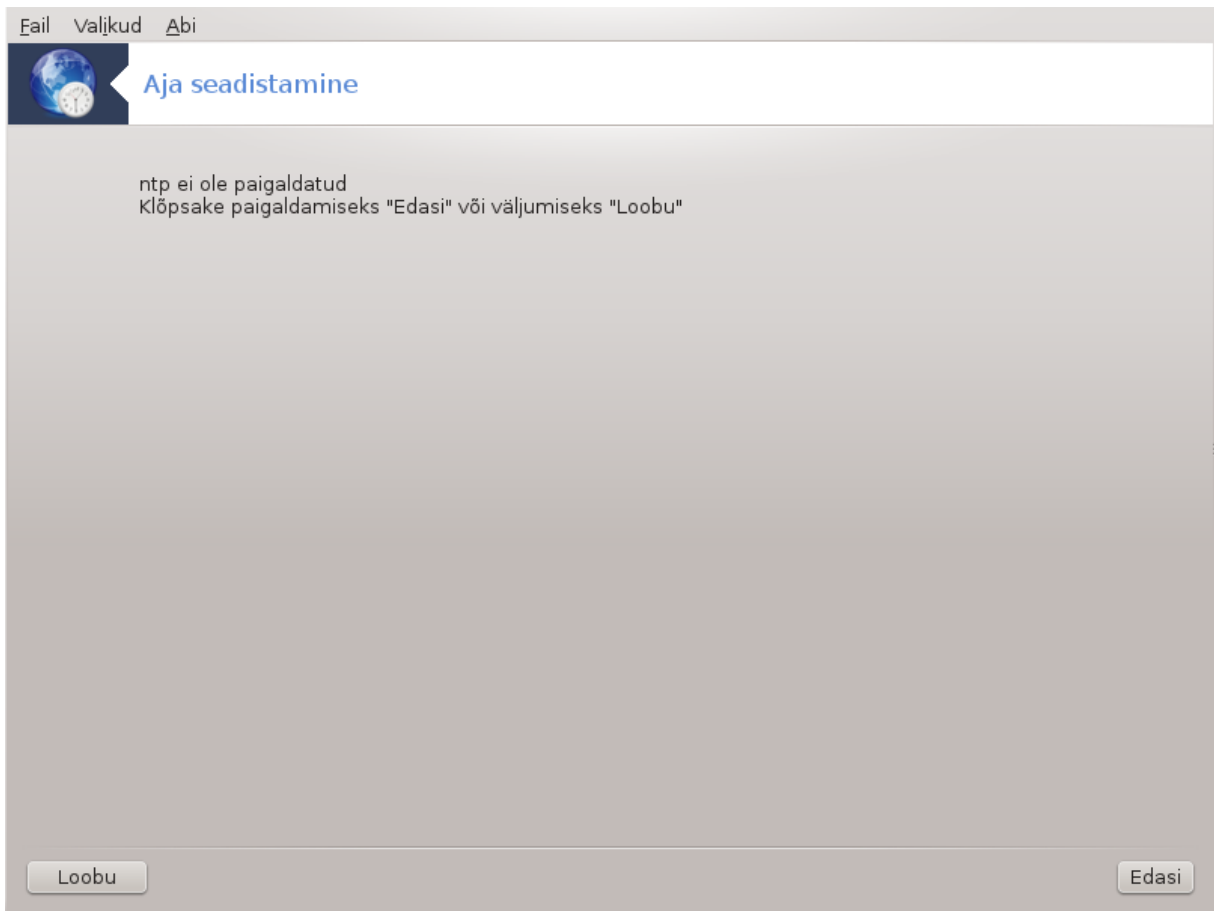 Fail Valikud Abi
Aja seadistamine
ntp ei ole paigaldatud
Klõpsake paigaldamiseks "Edasi" või väljumiseks "Loobu"
Loobu Edasi